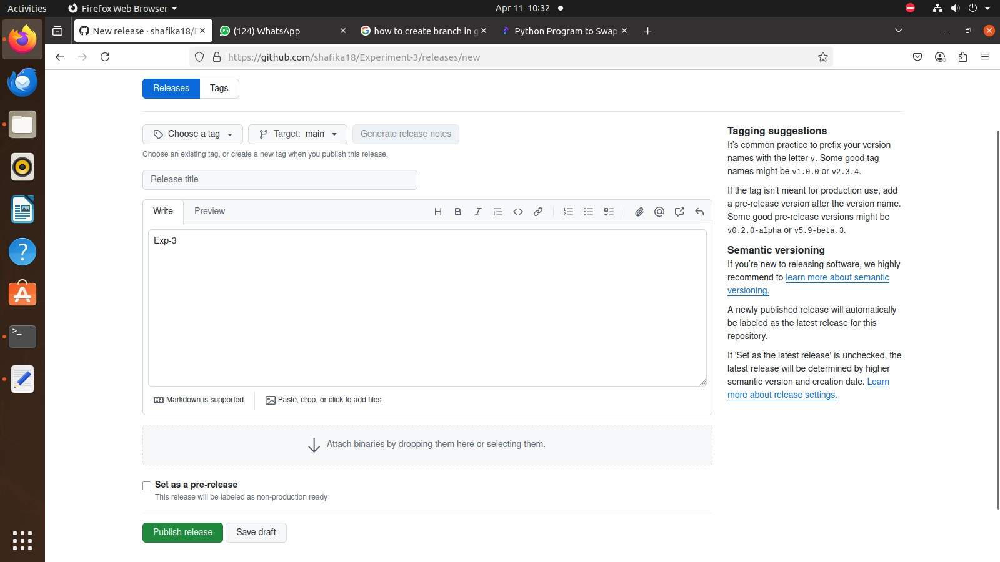 Activities
Firefox Web Browser
Apr 11 10:32
New release · shafika18/E
(124) WhatsApp
how to create branch in g
Python Program to Swap
https://github.com/shafika18/Experiment-3/releases/new
Releases
Tags
Choose a tag
Target: main
Generate release notes
Choose an existing tag, or create a new tag when you publish this release.
Release title
Write
Preview
Exp-3
Markdown is supported
Paste, drop, or click to add files
Attach binaries by dropping them here or selecting them.
Set as a pre-release
This release will be labeled as non-production ready
Publish release
Save draft
Tagging suggestions
It's common practice to prefix your version
names with the letter v. Some good tag
names might be v1.0.0 or v2.3.4.
If the tag isn't meant for production use, add
a pre-release version after the version name.
Some good pre-release versions might be
v0.2.0-alpha or v5.9-beta.3.
Semantic versioning
If you're new to releasing software, we highly
recommend to learn more about semantic
versioning.
A newly published release will automatically
be labeled as the latest release for this
repository.
If 'Set as the latest release' is unchecked, the
latest release will be determined by higher
semantic version and creation date. Learn
more about release settings.